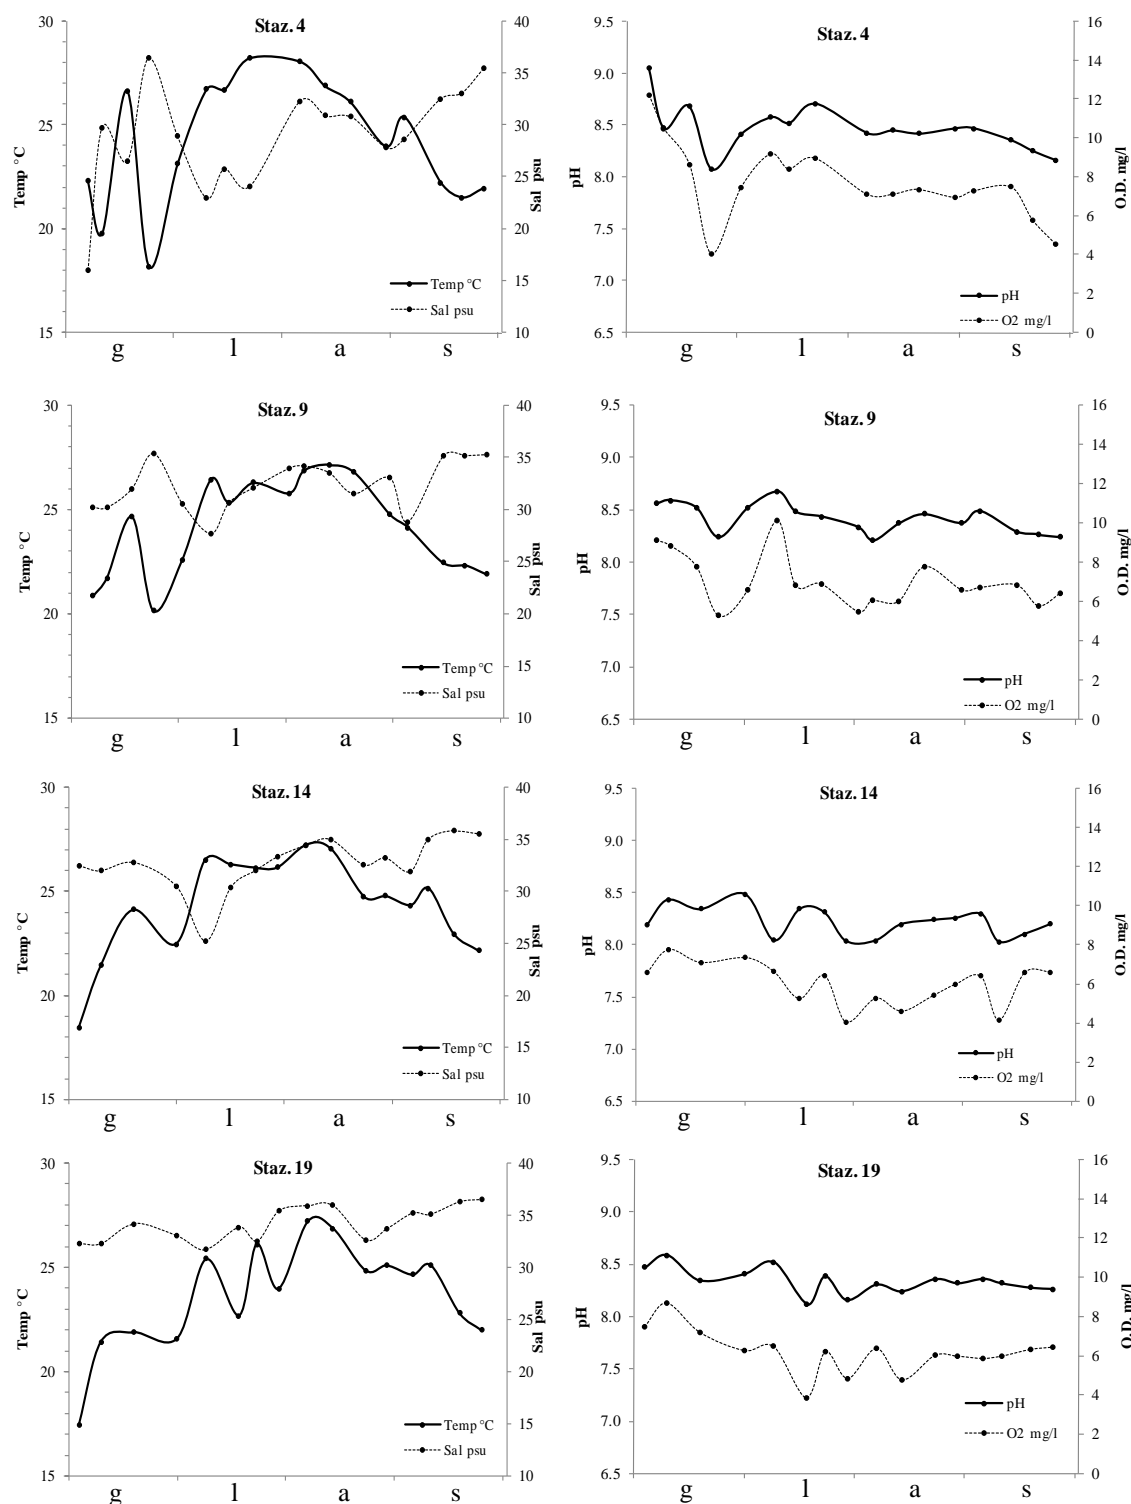 Staz. 4
30
25
20
15
Temp °C
40
35
30
25
20
15
10
Sal psu
Temp °C
Sal psu
g l a s
Staz. 4
9.5
9.0
8.5
8.0
7.5
7.0
6.5
pH
16
14
12
10
8
6
4
2
0
O.D. mg/l
pH
O2 mg/l
g l a s
Staz. 9
30
25
20
15
Temp °C
40
35
30
25
20
15
10
Sal psu
Temp °C
Sal psu
g l a s
Staz. 9
9.5
9.0
8.5
8.0
7.5
7.0
6.5
pH
16
14
12
10
8
6
4
2
0
O.D. mg/l
pH
O2 mg/l
g l a s
Staz. 14
30
25
20
15
Temp °C
40
35
30
25
20
15
10
Sal psu
Temp °C
Sal psu
g l a s
Staz. 14
9.5
9.0
8.5
8.0
7.5
7.0
6.5
pH
16
14
12
10
8
6
4
2
0
O.D. mg/l
pH
O2 mg/l
g l a s
Staz. 19
30
25
20
15
Temp °C
40
35
30
25
20
15
10
Sal psu
Temp °C
Sal psu
g l a s
Staz. 19
9.5
9.0
8.5
8.0
7.5
7.0
6.5
pH
16
14
12
10
8
6
4
2
0
O.D. mg/l
pH
O2 mg/l
g l a s